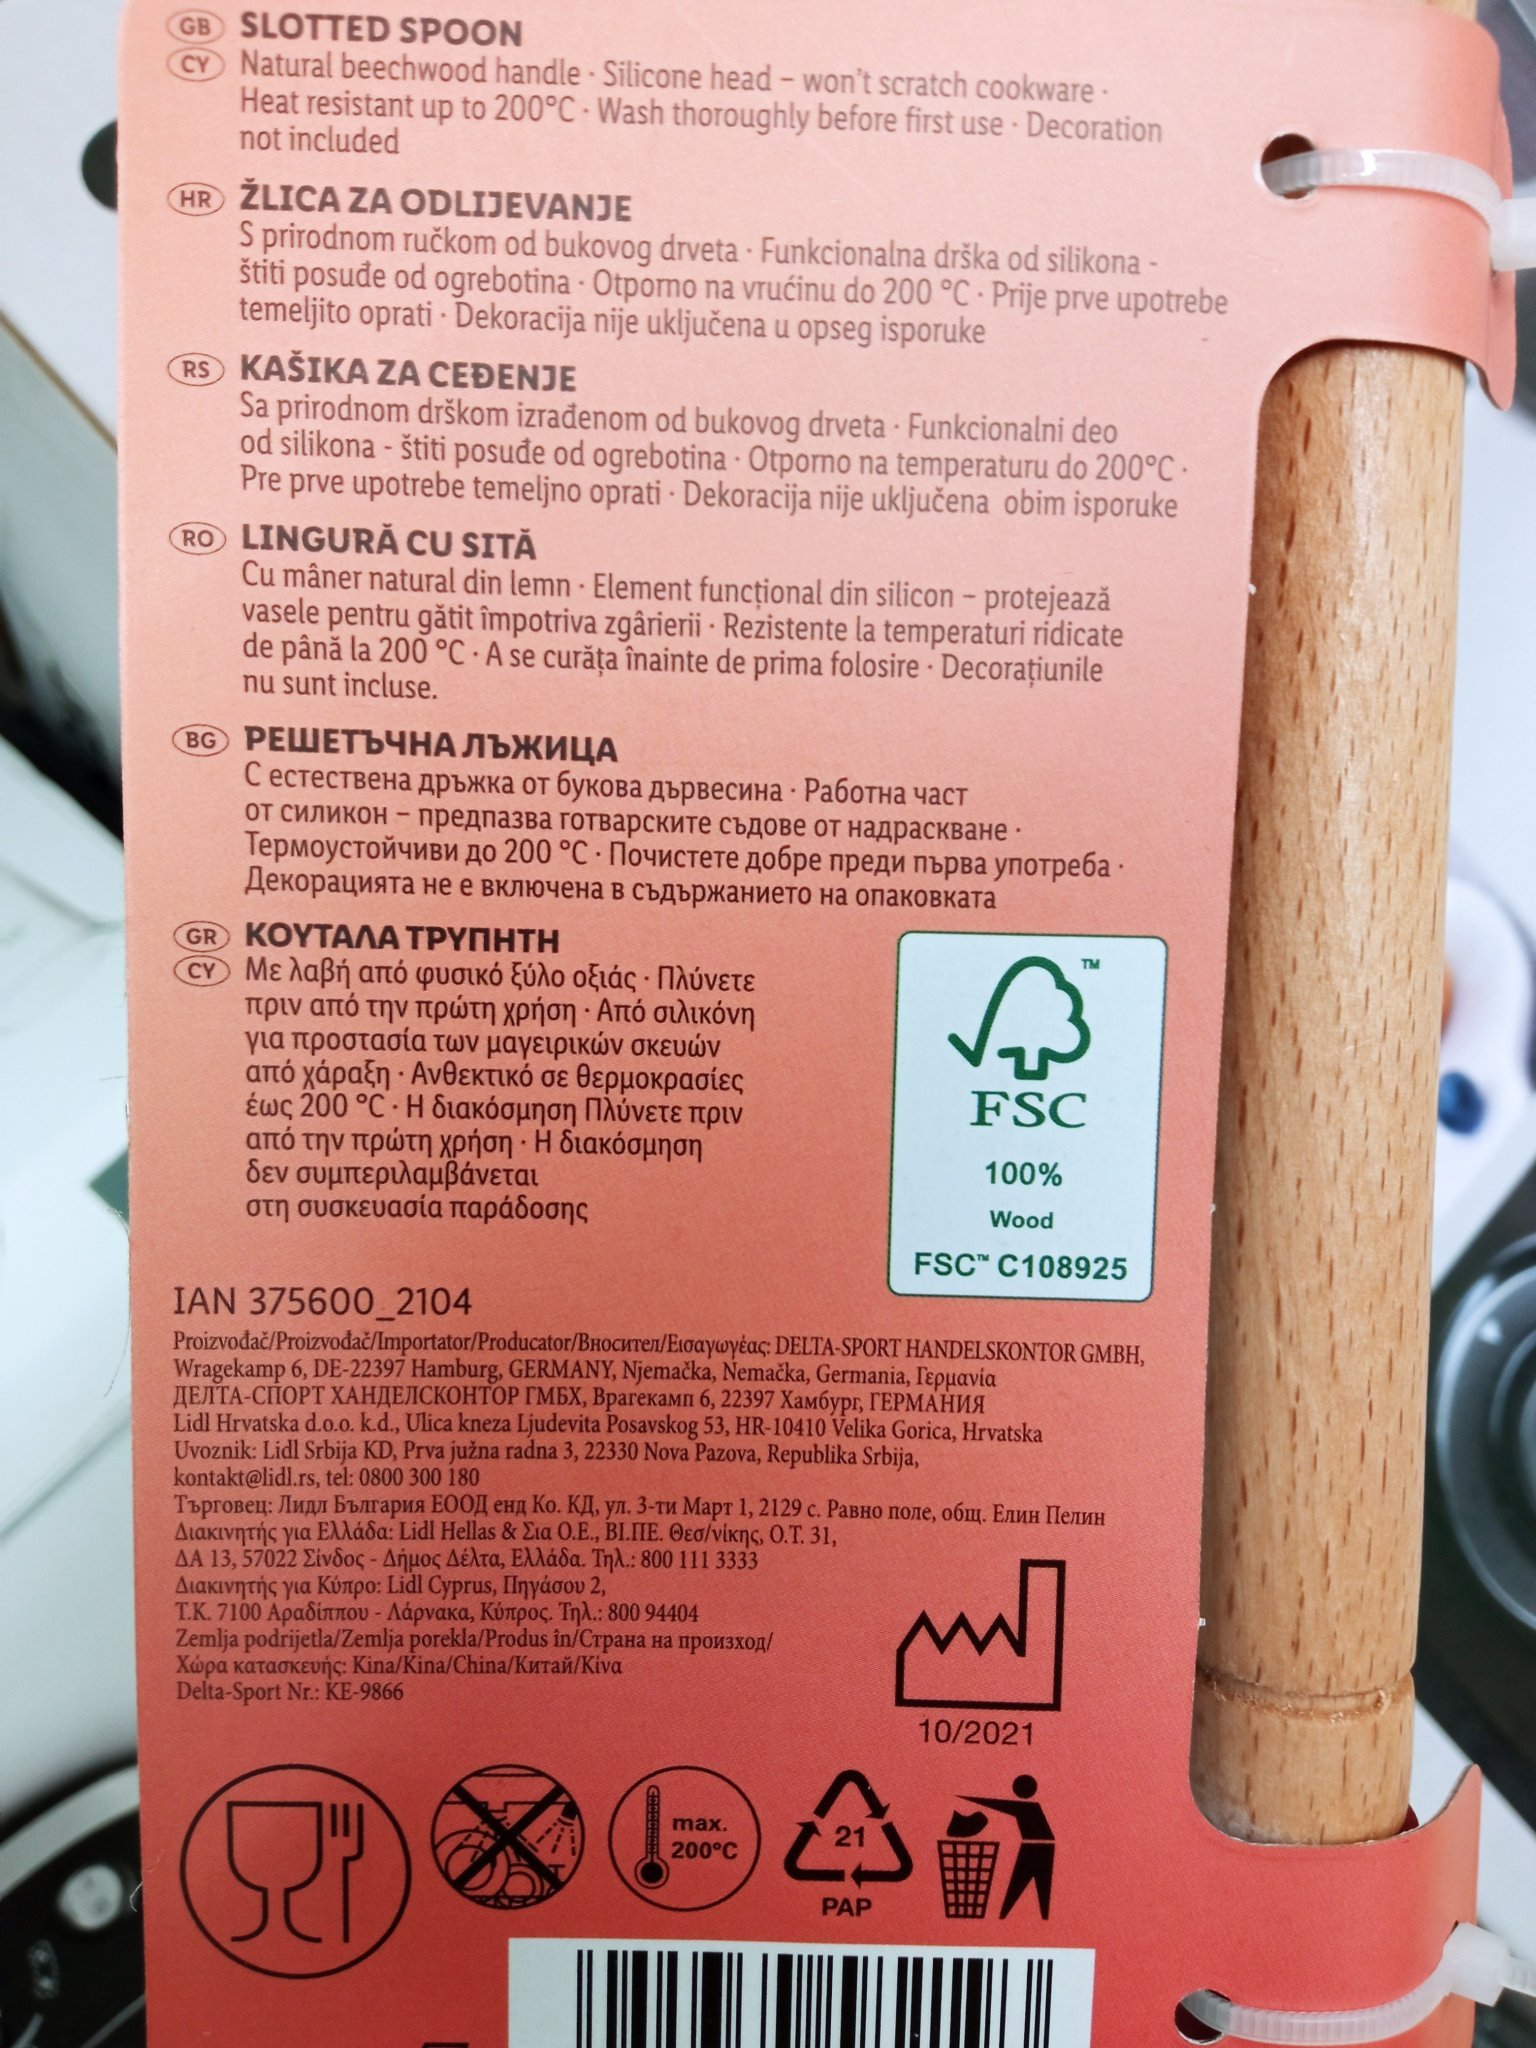 GB SLOTTED SPOON
CY Natural beechwood handle · Silicone head – won't scratch cookware ·
Heat resistant up to 200°C · Wash thoroughly before first use · Decoration
not included
HR ŽLICA ZA ODLIJEVANJE
S prirodnom ručkom od bukovog drveta · Funkcionalna drška od silikona -
štiti posuđe od ogrebotina · Otporno na vrućinu do 200 °C · Prije prve upotrebe
temeljito oprati · Dekoracija nije uključena u opseg isporuke
RS KAŠIKA ZA CEĐENJE
Sa prirodnom drškom izrađenom od bukovog drveta · Funkcionalni deo
od silikona - štiti posuđe od ogrebotina · Otporno na temperaturu do 200°C ·
Pre prve upotrebe temeljno oprati · Dekoracija nije uključena obim isporuke
RO LINGURĂ CU SITĂ
Cu mâner natural din lemn · Element funcțional din silicon – protejează
vasele pentru gătit împotriva zgârierii · Rezistente la temperaturi ridicate
de până la 200 °C · A se curăța înainte de prima folosire · Decorațiunile
nu sunt incluse.
BG РЕШЕТЪЧНА ЛЪЖИЦА
С естествена дръжка от букова дървесина · Работна част
от силикон – предпазва готварските съдове от надраскване ·
Термоустойчиви до 200 °C · Почистете добре преди първа употреба ·
Декорацията не е включена в съдържанието на опаковката
GR ΚΟΥΤΑΛΑ ΤΡΥΠΗΤΗ
CY Με λαβή από φυσικό ξύλο οξιάς · Πλύνετε
πριν από την πρώτη χρήση · Από σιλικόνη
για προστασία των μαγειρικών σκευών
από χάραξη · Ανθεκτικό σε θερμοκρασίες
έως 200 °C · Η διακόσμηση Πλύνετε πριν
από την πρώτη χρήση · Η διακόσμηση
δεν συμπεριλαμβάνεται
στη συσκευασία παράδοσης
TM
FSC
100%
Wood
FSC™ C108925
IAN 375600_2104
Proizvođač/Proizvođač/Importator/Producator/Вносител/Εισαγωγέας: DELTA-SPORT HANDELSKONTOR GMBH,
Wragekamp 6, DE-22397 Hamburg, GERMANY, Njemačka, Nemačka, Germania, Γερμανία
ДЕЛТА-СПОРТ ХАНДЕЛСКОНТОР ГМБХ, Врагекамп 6, 22397 Хамбург, ГЕРМАНИЯ
Lidl Hrvatska d.o.o. k.d., Ulica kneza Ljudevita Posavskog 53, HR-10410 Velika Gorica, Hrvatska
Uvoznik: Lidl Srbija KD, Prva južna radna 3, 22330 Nova Pazova, Republika Srbija,
kontakt@lidl.rs, tel: 0800 300 180
Търговец: Лидл България ЕООД енд Ко. КД, ул. 3-ти Март 1, 2129 с. Равно поле, общ. Елин Пелин
Διακινητής για Ελλάδα: Lidl Hellas & Σια Ο.Ε., ΒΙ.ΠΕ. Θεσ/νίκης, Ο.Τ. 31,
ΔΑ 13, 57022 Σίνδος - Δήμος Δέλτα, Ελλάδα. Τηλ.: 800 111 3333
Διακινητής για Κύπρο: Lidl Cyprus, Πηγάσου 2,
Τ.Κ. 7100 Αραδίππου - Λάρνακα, Κύπρος. Τηλ.: 800 94404
Zemlja podrijetla/Zemlja porekla/Produs în/Страна на произход/
Χώρα κατασκευής: Kina/Kina/China/Китай/Κίνα
Delta-Sport Nr.: KE-9866
10/2021
max.
200°C
21
PAP